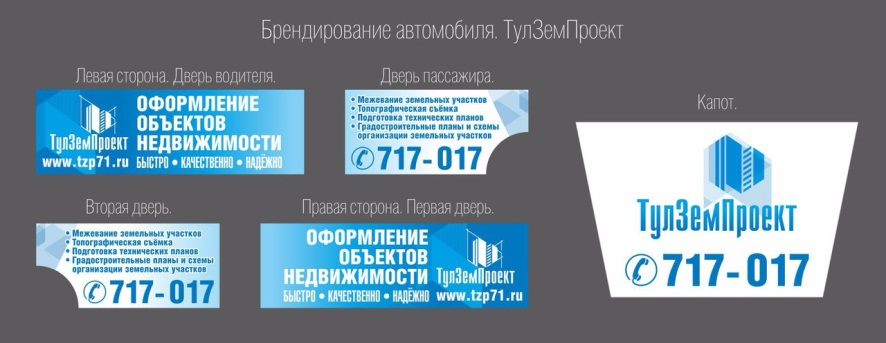 Брендирование автомобиля. ТулЗемПроект
Левая сторона. Дверь водителя.
ТулЗемПроект
www.tzp71.ru
ОФОРМЛЕНИЕ
ОБЪЕКТОВ
НЕДВИЖИМОСТИ
БЫСТРО • КАЧЕСТВЕННО • НАДЁЖНО
Дверь пассажира.
• Межевание земельных участков
• Топографическая съёмка
• Подготовка технических планов
• Градостроительные планы и схемы
организации земельных участков
717-017
Капот.
ТулЗемПроект
717-017
Вторая дверь.
• Межевание земельных участков
• Топографическая съёмка
• Подготовка технических планов
• Градостроительные планы и схемы
организации земельных участков
717-017
Правая сторона. Первая дверь.
ОФОРМЛЕНИЕ
ОБЪЕКТОВ
НЕДВИЖИМОСТИ
БЫСТРО • КАЧЕСТВЕННО • НАДЁЖНО
ТулЗемПроект
www.tzp71.ru